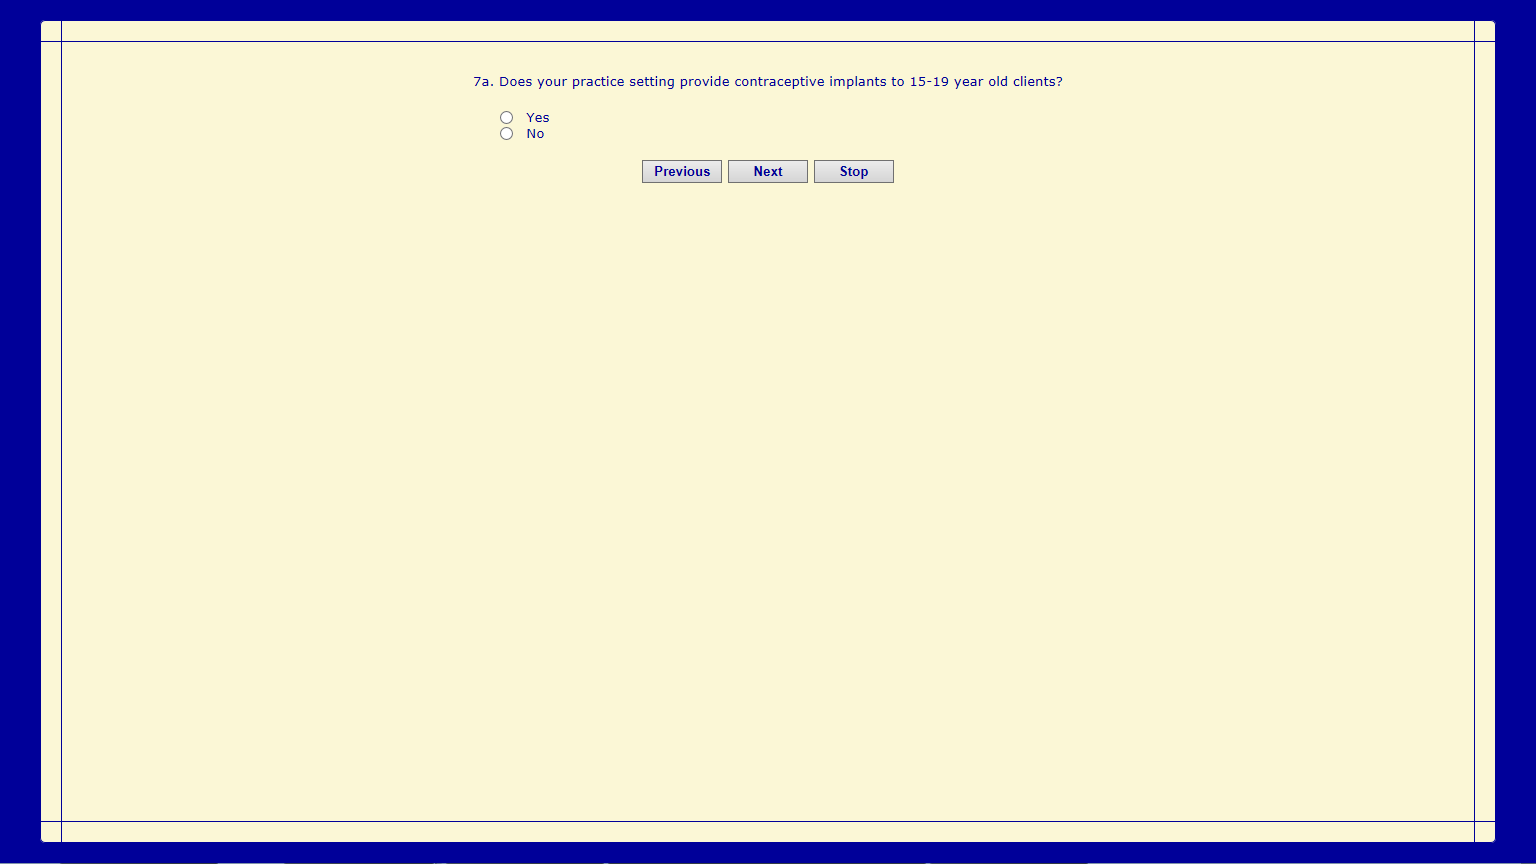 7a. Does your practice setting provide contraceptive implants to 15-19 year old clients?
Yes
No
Previous Next Stop